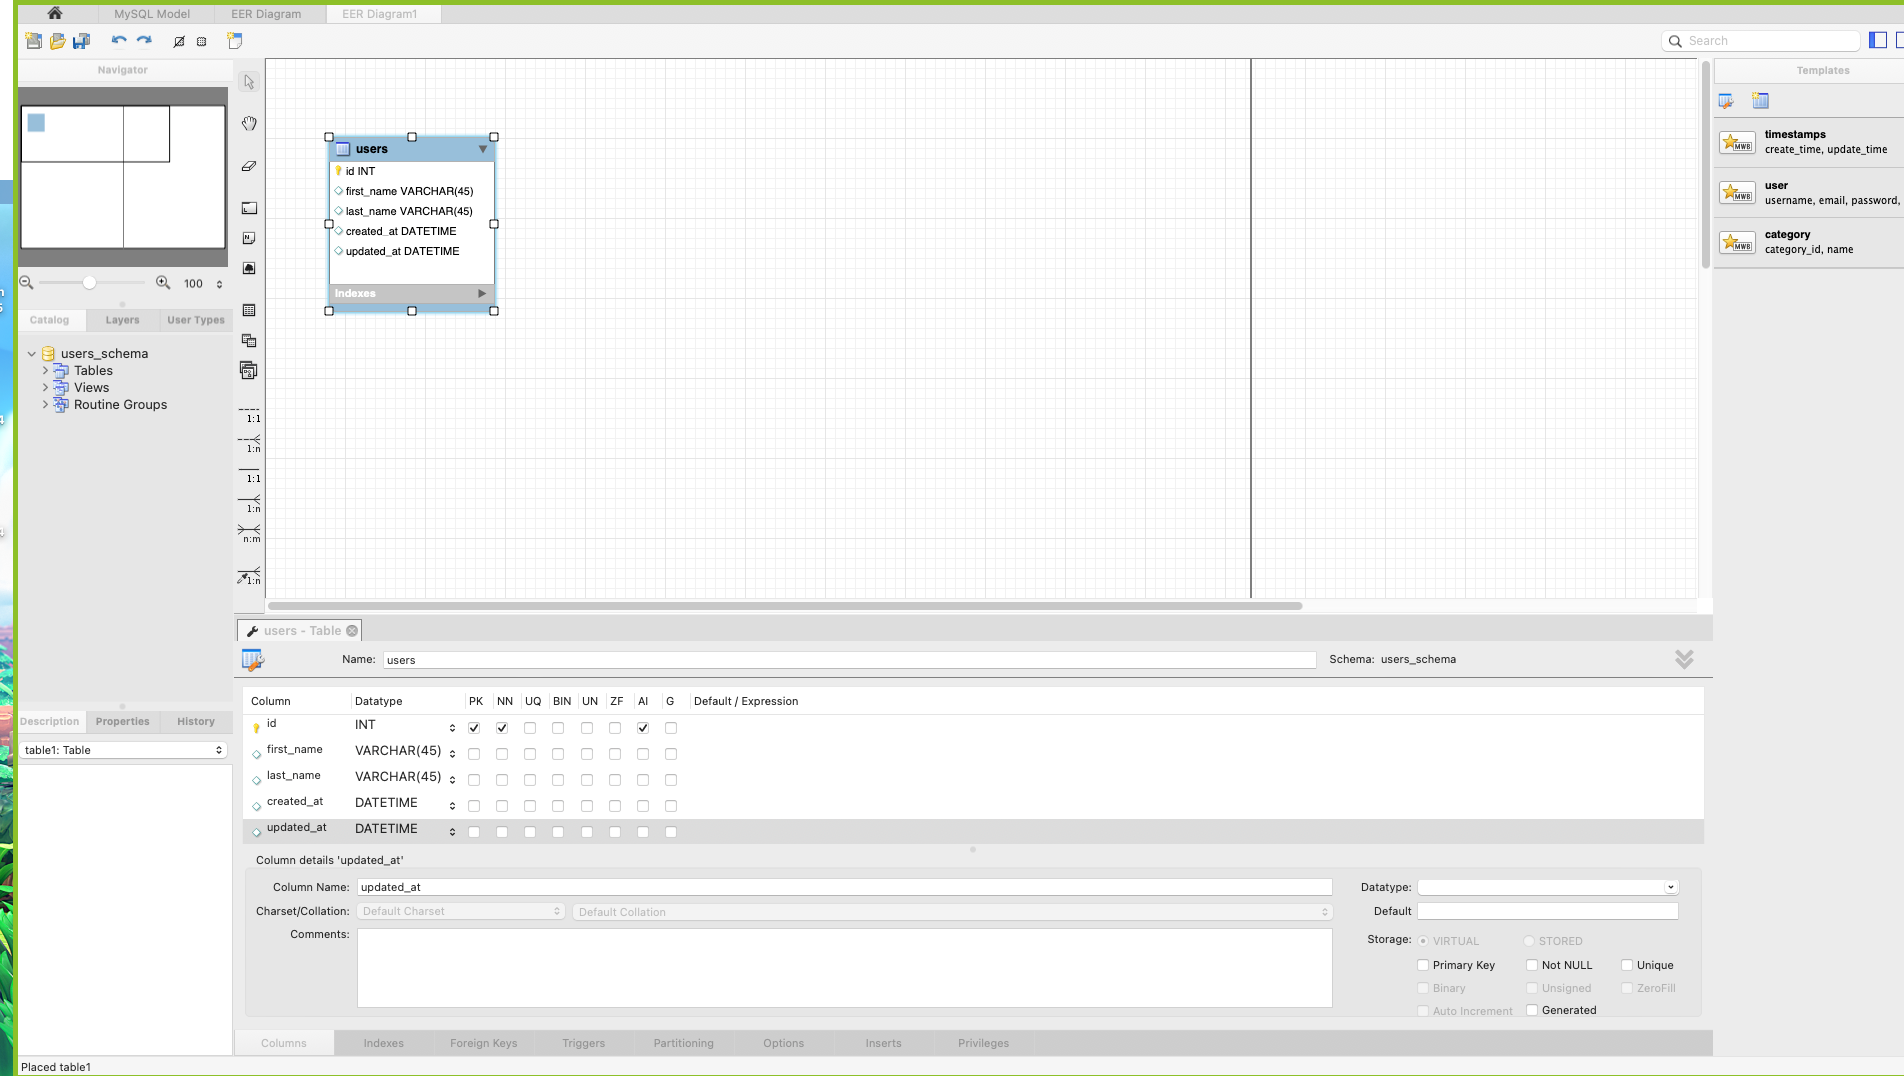 MySQL Model
EER Diagram
EER Diagram1
Search
Navigator
100
Catalog
Layers
User Types
users_schema
Tables
Views
Routine Groups
Description
Properties
History
table1: Table
1:1
1:n
1:1
1:n
n:m
1:n
users
id INT
first_name VARCHAR(45)
last_name VARCHAR(45)
created_at DATETIME
updated_at DATETIME
Indexes
Templates
timestamps
create_time, update_time
user
username, email, password,
category
category_id, name
MWB
MWB
MWB
users - Table
Name: users
Schema: users_schema
Column Datatype PK NN UQ BIN UN ZF AI G Default / Expression
id INT
first_name VARCHAR(45)
last_name VARCHAR(45)
created_at DATETIME
updated_at DATETIME
Column details 'updated_at'
Column Name: updated_at
Charset/Collation: Default Charset Default Collation
Comments:
Datatype:
Default
Storage: VIRTUAL STORED
Primary Key Not NULL Unique
Binary Unsigned ZeroFill
Auto Increment Generated
Columns Indexes Foreign Keys Triggers Partitioning Options Inserts Privileges
Placed table1